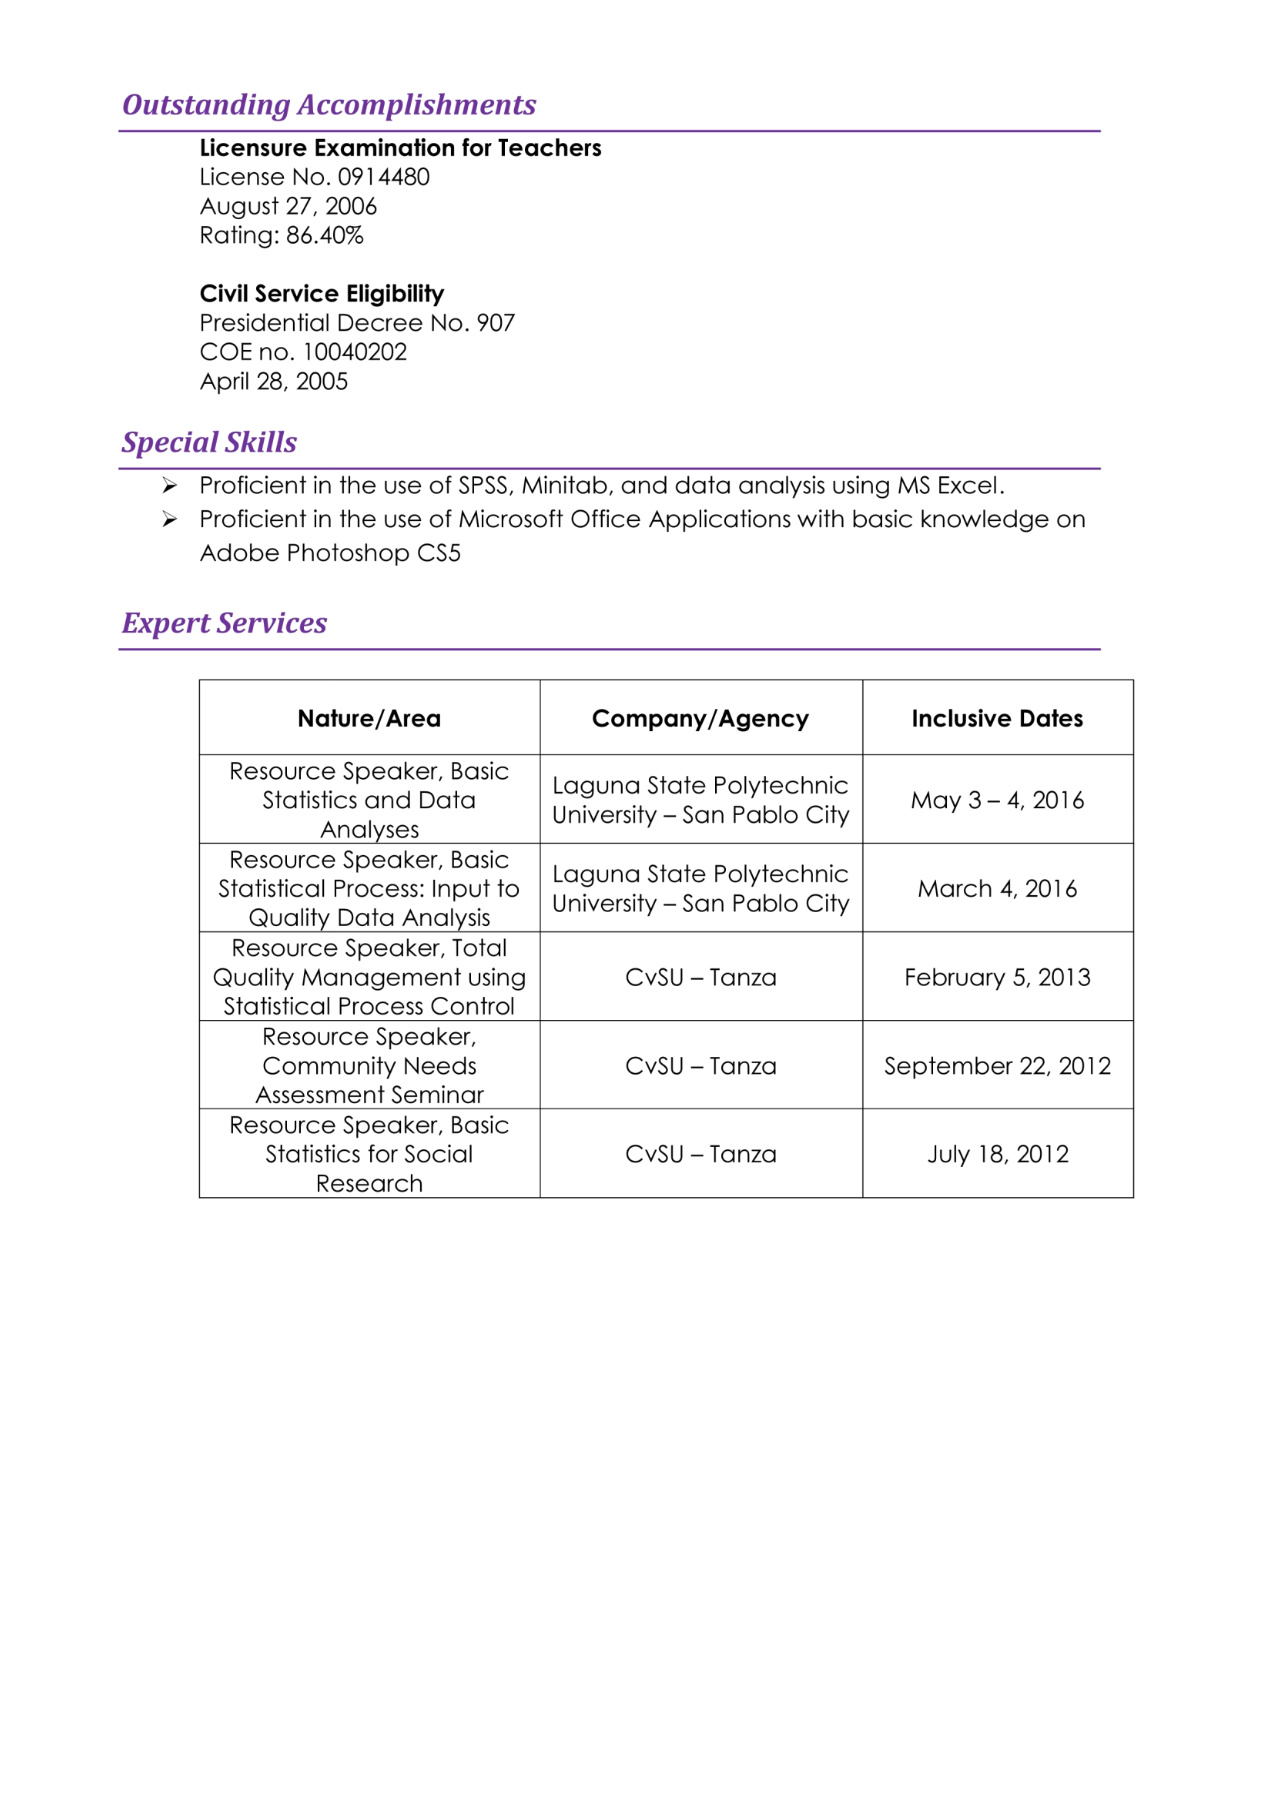 Outstanding Accomplishments
Licensure Examination for Teachers
License No. 0914480
August 27, 2006
Rating: 86.40%
Civil Service Eligibility
Presidential Decree No. 907
COE no. 10040202
April 28, 2005
Special Skills
➢ Proficient in the use of SPSS, Minitab, and data analysis using MS Excel.
➢ Proficient in the use of Microsoft Office Applications with basic knowledge on
Adobe Photoshop CS5
Expert Services
Nature/Area
Company/Agency
Inclusive Dates
Resource Speaker, Basic
Statistics and Data
Analyses
Laguna State Polytechnic
University – San Pablo City
May 3 – 4, 2016
Resource Speaker, Basic
Statistical Process: Input to
Quality Data Analysis
Laguna State Polytechnic
University – San Pablo City
March 4, 2016
Resource Speaker, Total
Quality Management using
Statistical Process Control
CvSU – Tanza
February 5, 2013
Resource Speaker,
Community Needs
Assessment Seminar
CvSU – Tanza
September 22, 2012
Resource Speaker, Basic
Statistics for Social
Research
CvSU – Tanza
July 18, 2012